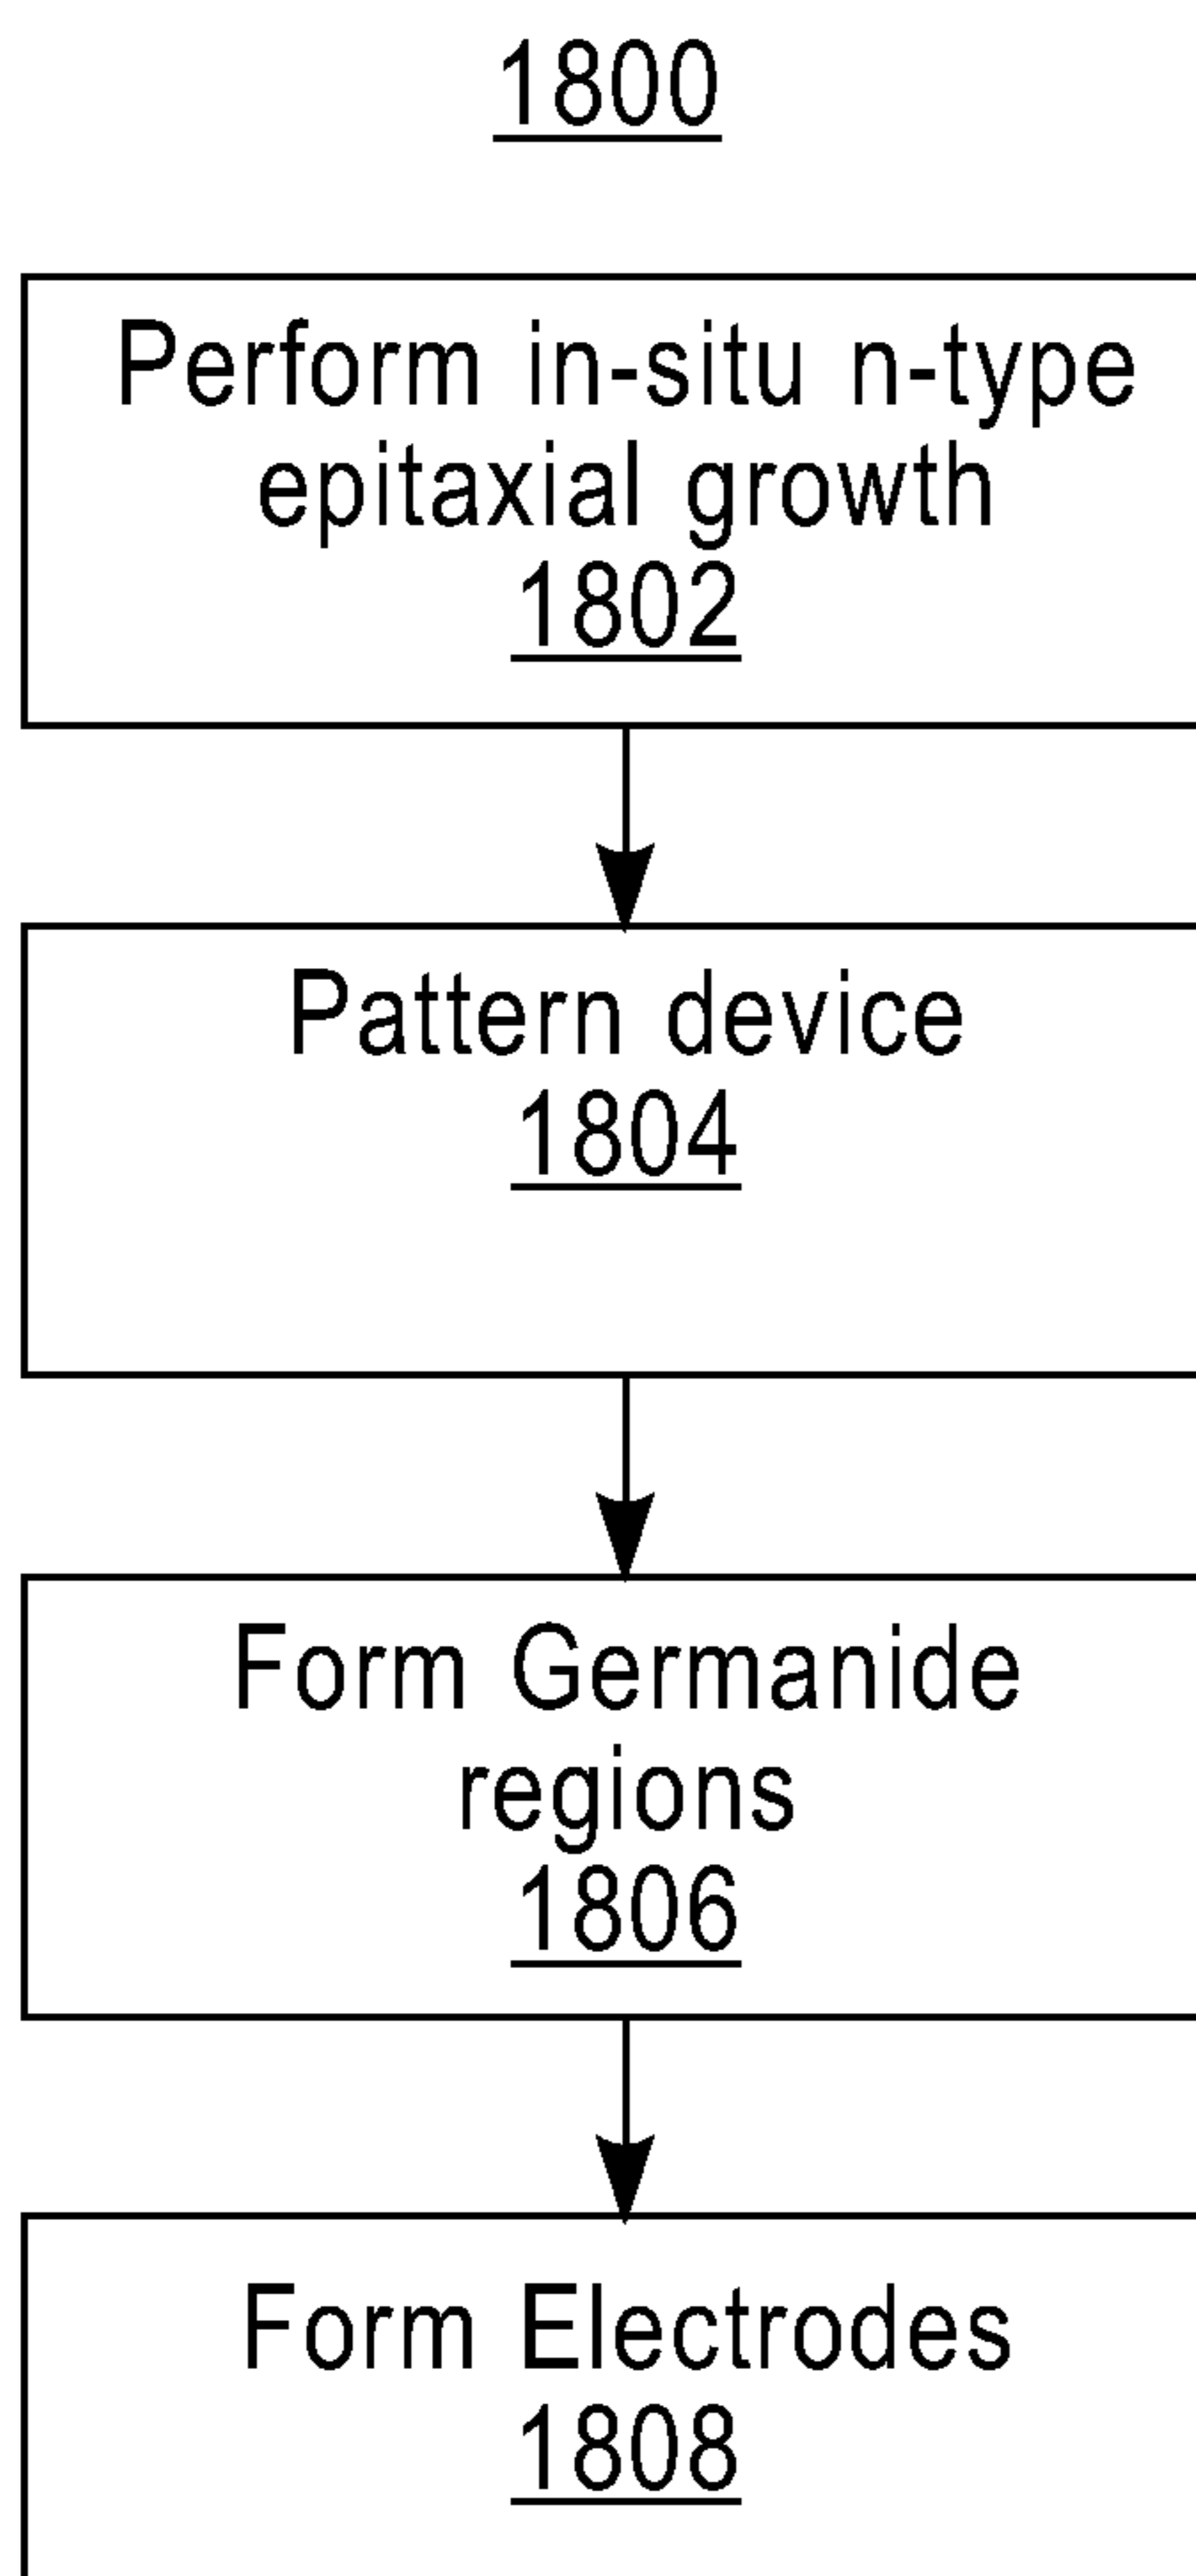 1800
Perform in-situ n-type
epitaxial growth
1802
Pattern device
1804
Form Germanide
regions
1806
Form Electrodes
1808